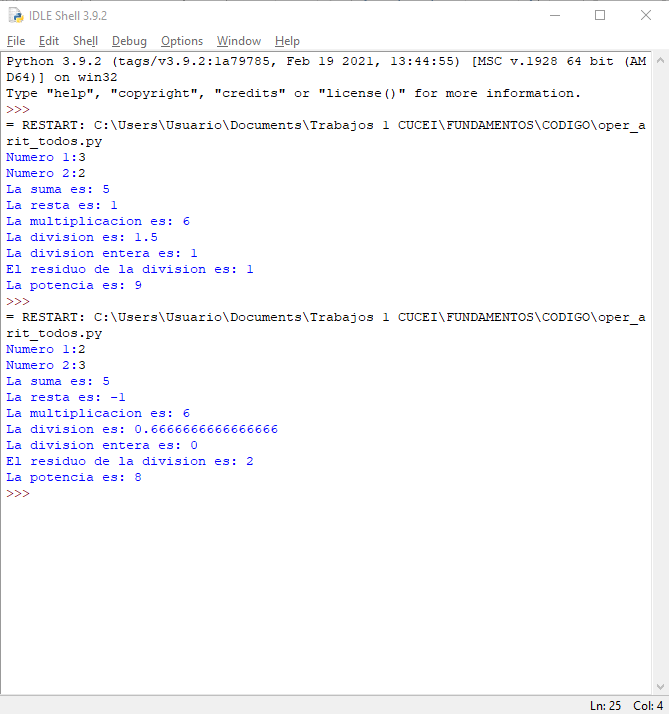 IDLE Shell 3.9.2
File Edit Shell Debug Options Window Help
Python 3.9.2 (tags/v3.9.2:1a79785, Feb 19 2021, 13:44:55) [MSC v.1928 64 bit (AM
D64)] on win32
Type "help", "copyright", "credits" or "license()" for more information.
>>>
= RESTART: C:\Users\Usuario\Documents\Trabajos 1 CUCEI\FUNDAMENTOS\CODIGO\oper_a
rit_todos.py
Numero 1:3
Numero 2:2
La suma es: 5
La resta es: 1
La multiplicacion es: 6
La division es: 1.5
La division entera es: 1
El residuo de la division es: 1
La potencia es: 9
>>>
= RESTART: C:\Users\Usuario\Documents\Trabajos 1 CUCEI\FUNDAMENTOS\CODIGO\oper_a
rit_todos.py
Numero 1:2
Numero 2:3
La suma es: 5
La resta es: -1
La multiplicacion es: 6
La division es: 0.6666666666666666
La division entera es: 0
El residuo de la division es: 2
La potencia es: 8
>>>
Ln: 25 Col: 4